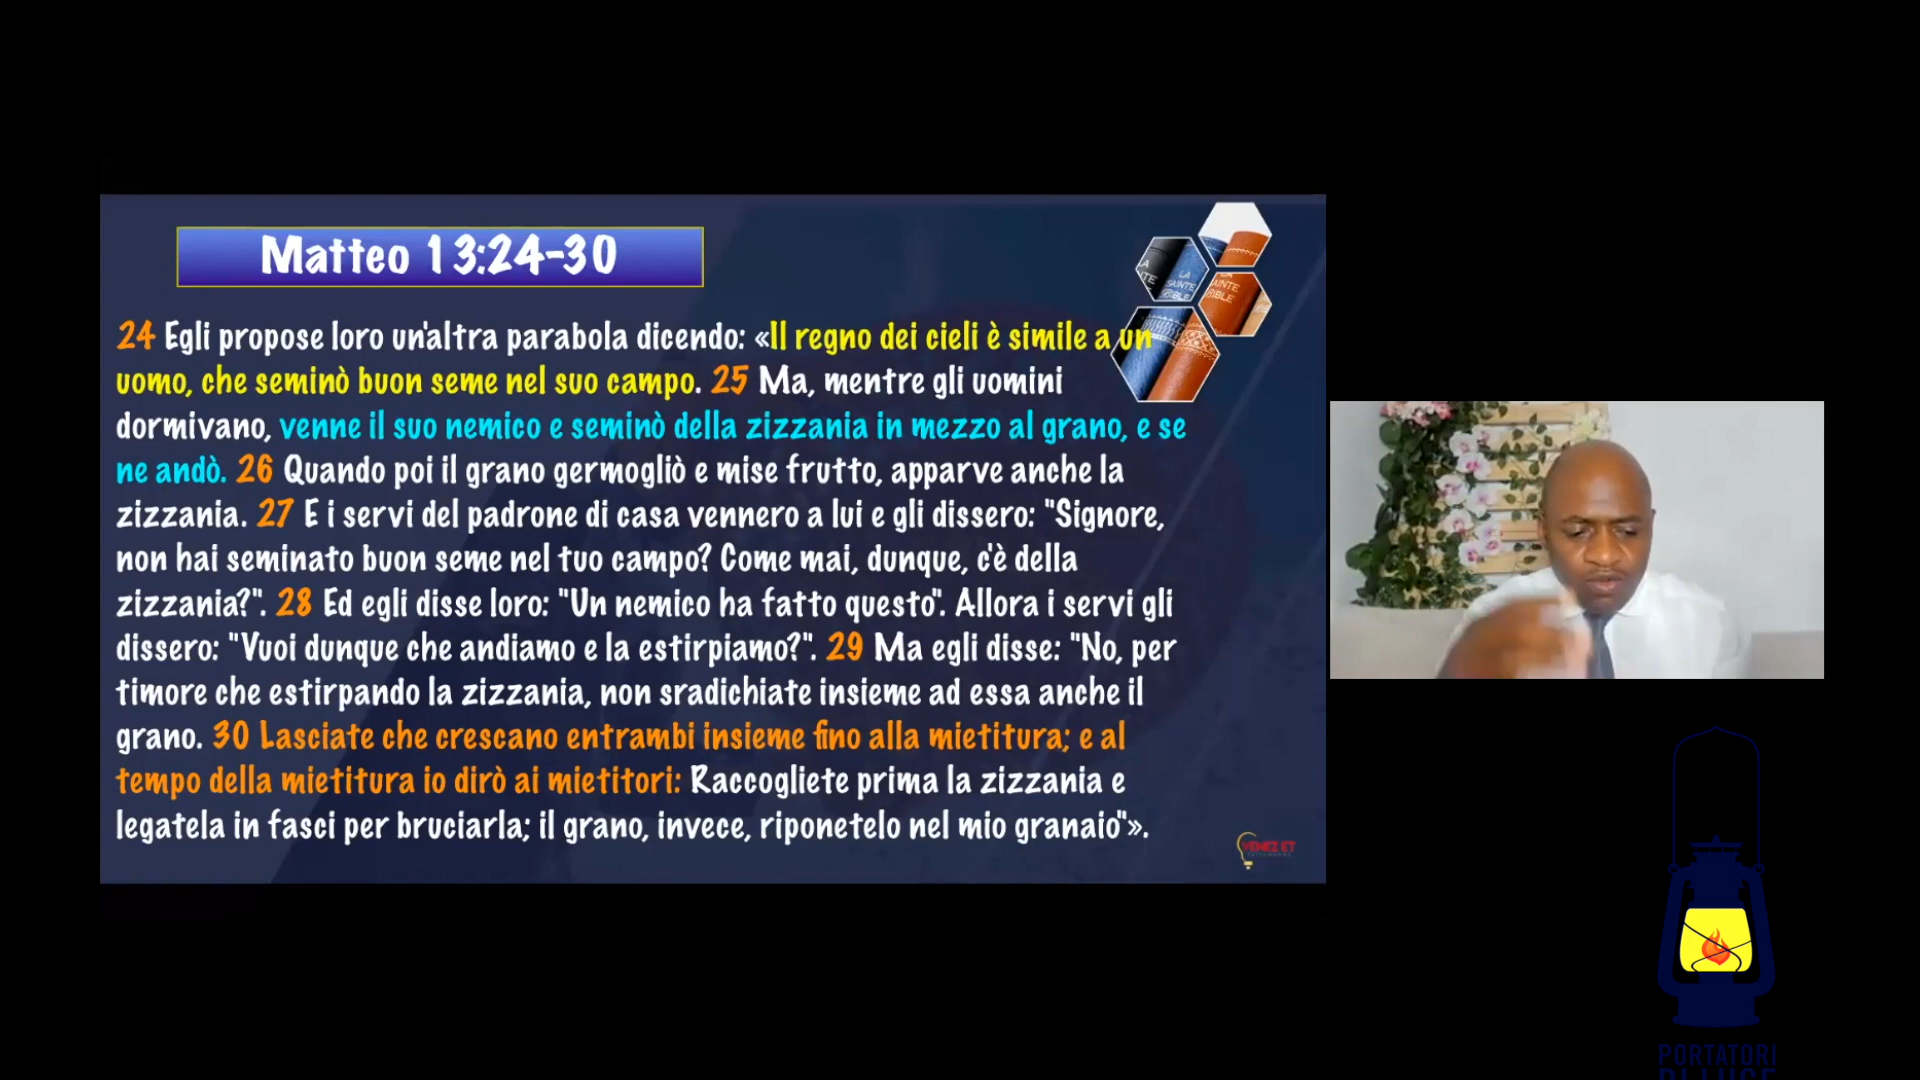 Matteo 13:24-30
24 Egli propose loro un'altra parabola dicendo: «Il regno dei cieli è simile a un
uomo, che seminò buon seme nel suo campo. 25 Ma, mentre gli uomini
dormivano, venne il suo nemico e seminò della zizzania in mezzo al grano, e se
ne andò. 26 Quando poi il grano germogliò e mise frutto, apparve anche la
zizzania. 27 E i servi del padrone di casa vennero a lui e gli dissero: "Signore,
non hai seminato buon seme nel tuo campo? Come mai, dunque, c'è della
zizzania?". 28 Ed egli disse loro: "Un nemico ha fatto questo". Allora i servi gli
dissero: "Vuoi dunque che andiamo e la estirpiamo?". 29 Ma egli disse: "No, per
timore che estirpando la zizzania, non sradichiate insieme ad essa anche il
grano. 30 Lasciate che crescano entrambi insieme fino alla mietitura; e al
tempo della mietitura io dirò ai mietitori: Raccogliete prima la zizzania e
legatela in fasci per bruciarla; il grano, invece, riponetelo nel mio granaio"».
LA
SAINTE
BIBLE
VENEZ ET
PORTATORI
DI LUCE